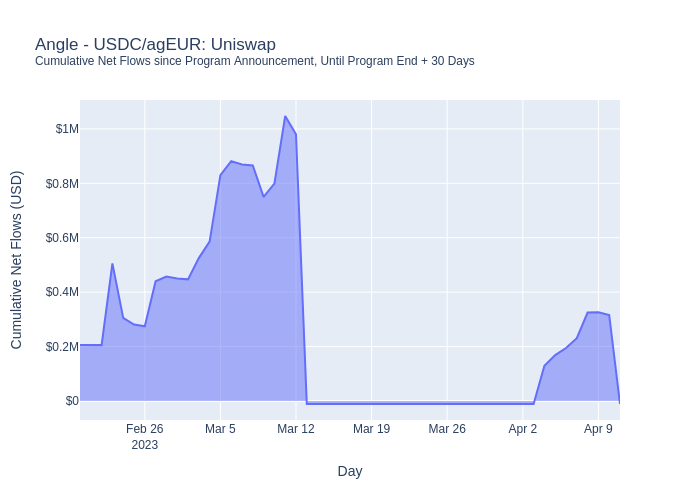 Angle - USDC/agEUR: Uniswap
Cumulative Net Flows since Program Announcement, Until Program End + 30 Days
Cumulative Net Flows (USD)
$1M
$0.8M
$0.6M
$0.4M
$0.2M
$0
Feb 26
2023
Mar 5
Mar 12
Mar 19
Mar 26
Apr 2
Apr 9
Day